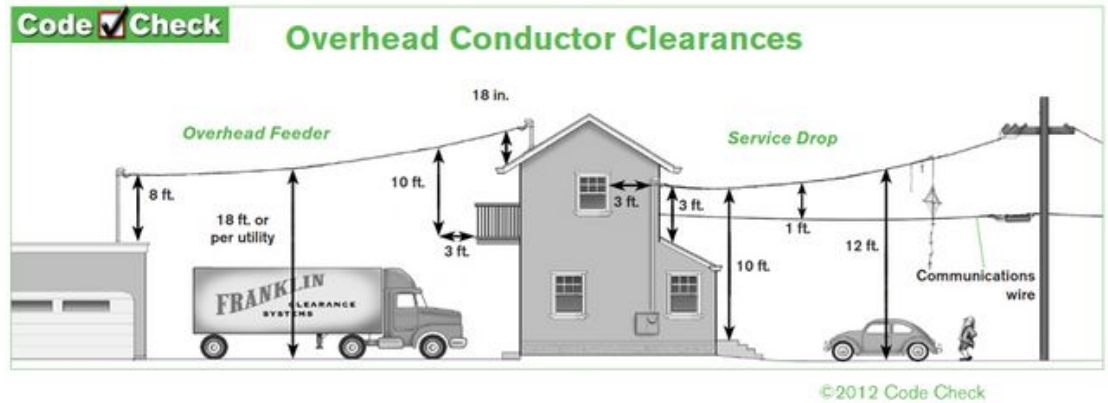 Code Check
Overhead Conductor Clearances
18 in.
Overhead Feeder
Service Drop
8 ft.
10 ft.
3 ft.
3 ft.
18 ft. or
per utility
1 ft.
3 ft.
12 ft.
10 ft.
Communications
wire
FRANKLIN
CLEARANCE
SYSTEMS
©2012 Code Check